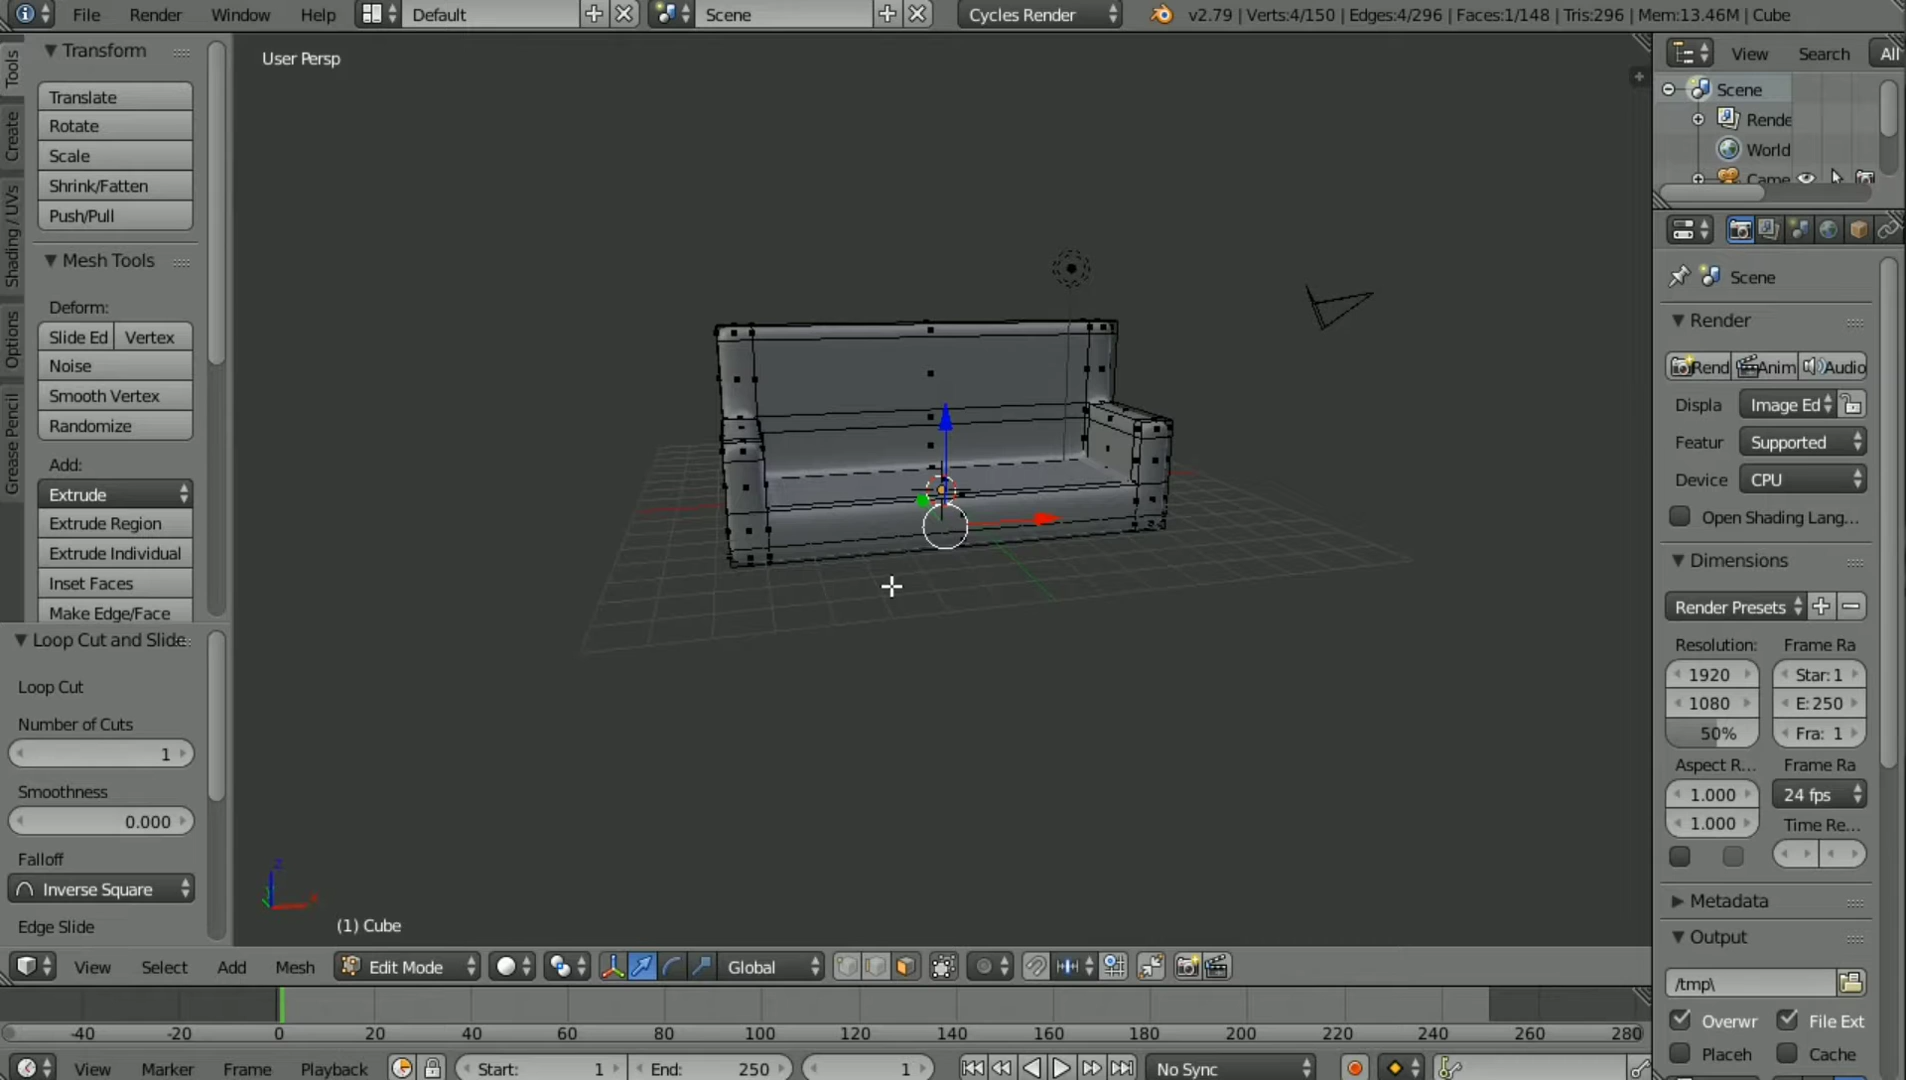 File Render Window Help Default Scene Cycles Render v2.79 | Verts:4/150 | Edges:4/296 | Faces:1/148 | Tris:296 | Mem:13.46M | Cube
Tools
Create
Shading / UVs
Options
Grease Pencil
Transform
Translate
Rotate
Scale
Shrink/Fatten
Push/Pull
Mesh Tools
Deform:
Slide Ed Vertex
Noise
Smooth Vertex
Randomize
Add:
Extrude
Extrude Region
Extrude Individual
Inset Faces
Make Edge/Face
Loop Cut and Slide
Loop Cut
Number of Cuts
1
Smoothness
0.000
Falloff
Inverse Square
Edge Slide
User Persp
(1) Cube
View Select Add Mesh Edit Mode Global
-40 -20 0 20 40 60 80 100 120 140 160 180 200 220 240 260 280
View Marker Frame Playback Start: 1 End: 250 1 No Sync
View Search All
Scene
Rende
World
Came
Scene
Render
Rend Anim Audio
Displa Image Ed
Featur Supported
Device CPU
Open Shading Lang...
Dimensions
Render Presets
Resolution: Frame Ra
1920 Star: 1
1080 E: 250
50% Fra: 1
Aspect R... Frame Ra
1.000 24 fps
1.000 Time Re...
Metadata
Output
/tmp\
Overwr File Ext
Placeh Cache